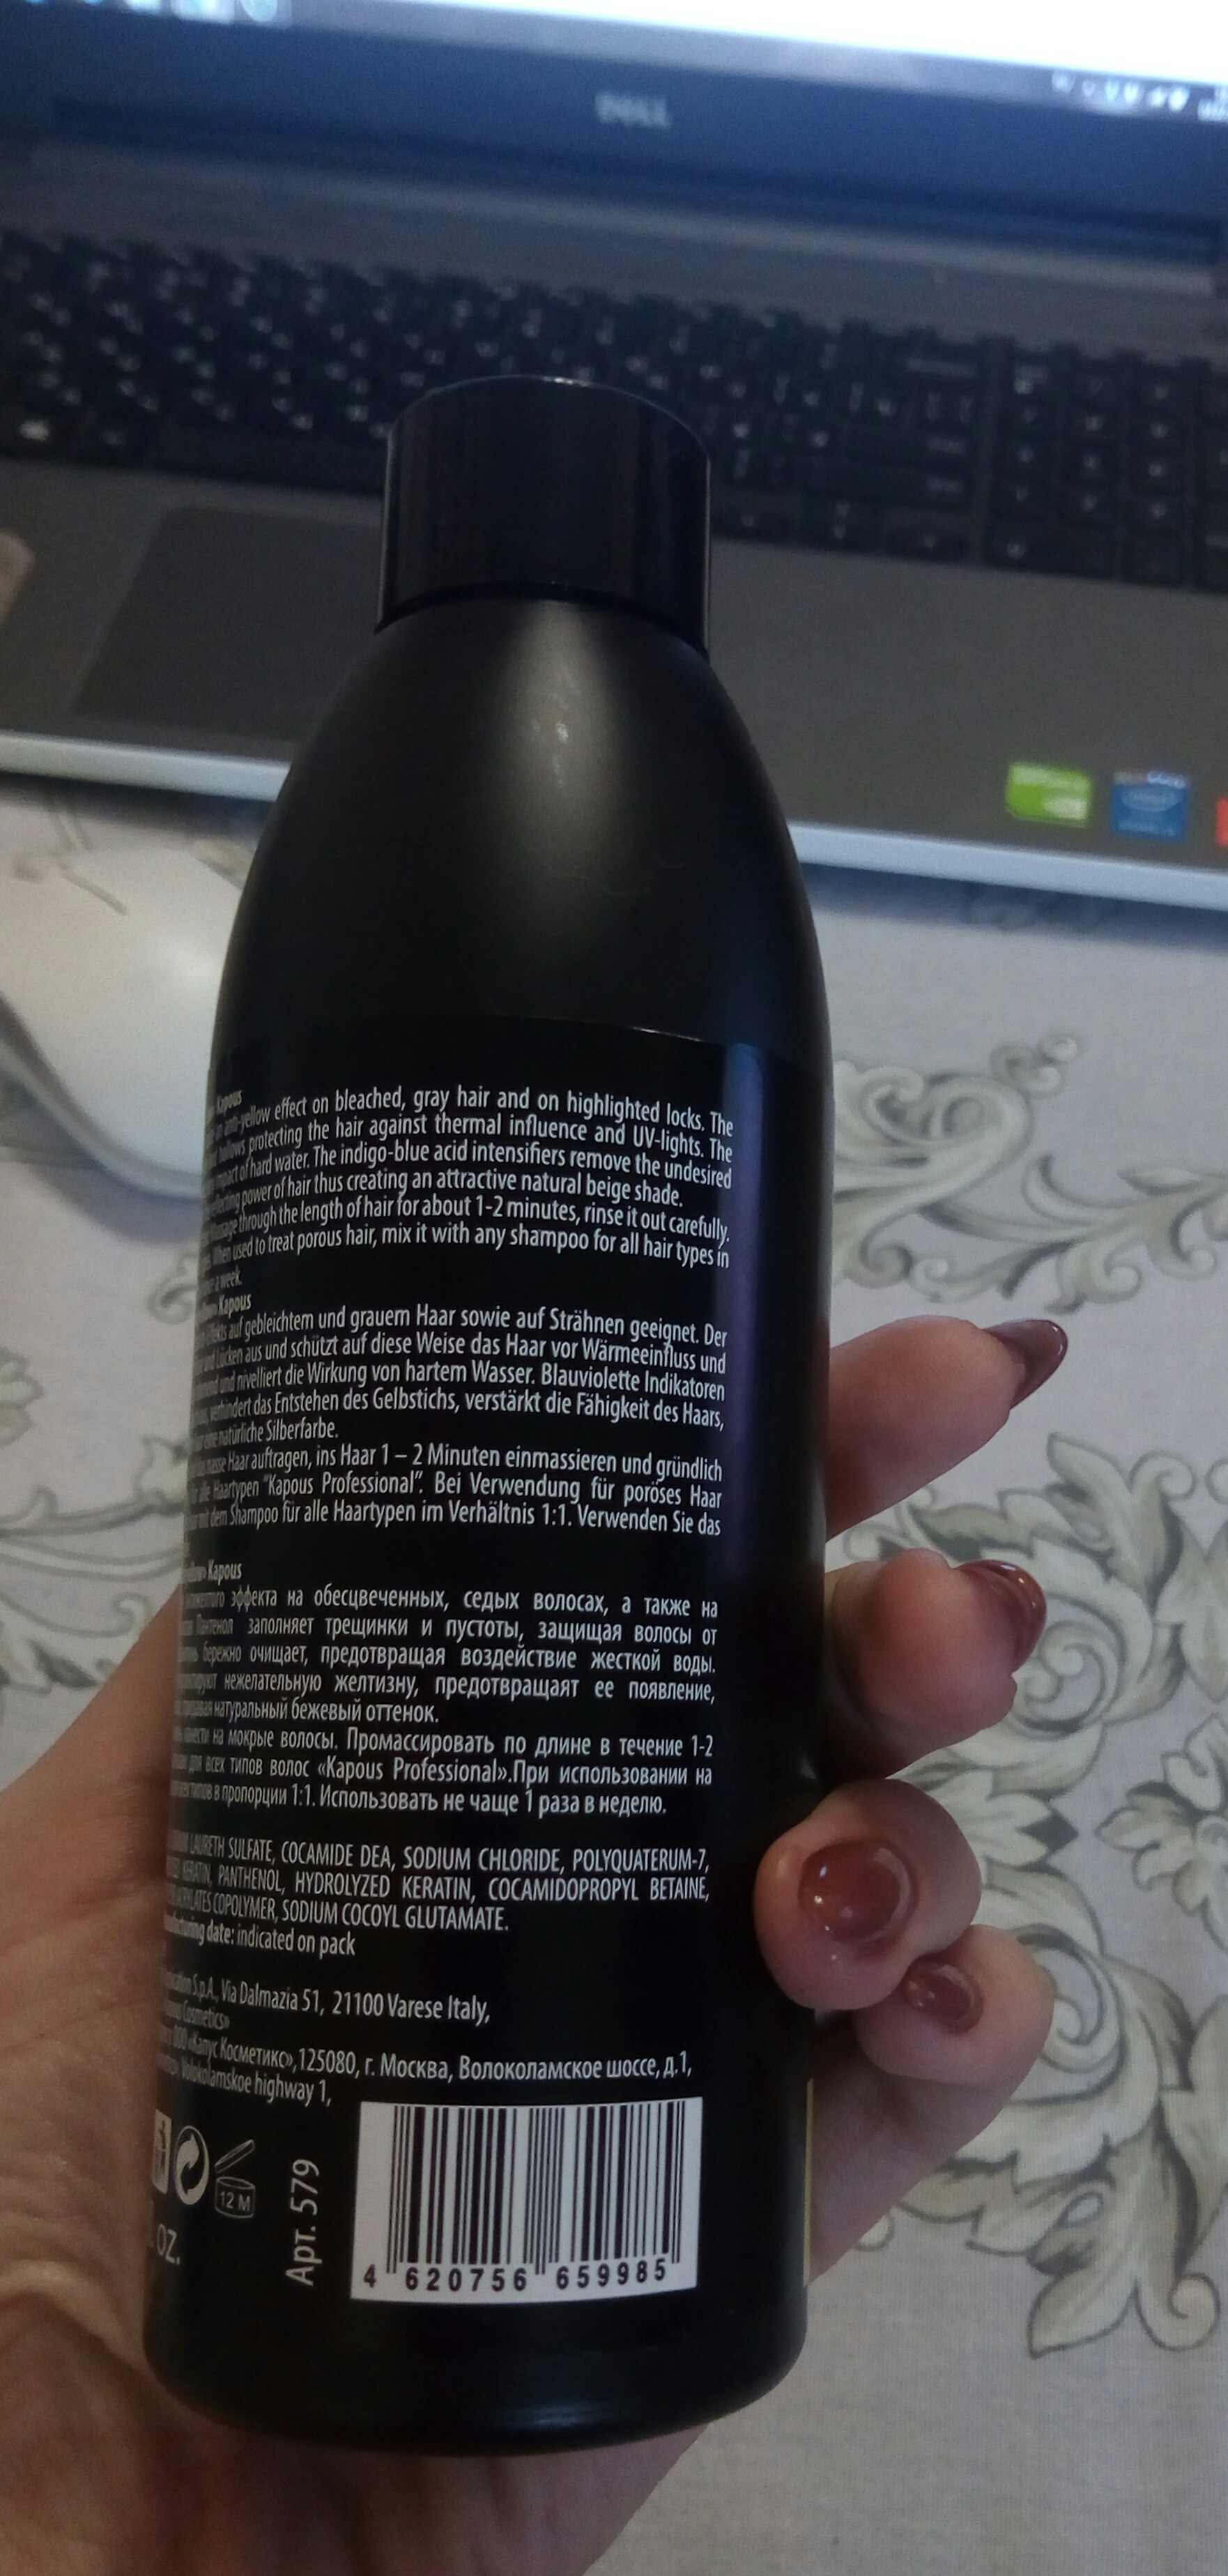 DELL
Kapous
anti-yellow effect on bleached, gray hair and on highlighted locks. The
protecting the hair against thermal influence and UV-lights. The
impact of hard water. The indigo-blue acid intensifiers remove the undesired
reflecting power of hair thus creating an attractive natural beige shade.
Massage through the length of hair for about 1-2 minutes, rinse it out carefully.
When used to treat porous hair, mix it with any shampoo for all hair types in
a week.
Kapous
auf gebleichtem und grauem Haar sowie auf Strähnen geeignet. Der
und Lücken aus und schützt auf diese Weise das Haar vor Wärmeeinfluss und
und nivelliert die Wirkung von hartem Wasser. Blauviolette Indikatoren
verhindert das Entstehen des Gelbstichs, verstärkt die Fähigkeit des Haars,
eine natürliche Silberfarbe.
nasse Haar auftragen, ins Haar 1 – 2 Minuten einmassieren und gründlich
alle Haartypen "Kapous Professional". Bei Verwendung für poröses Haar
mit dem Shampoo für alle Haartypen im Verhältnis 1:1. Verwenden Sie das
Kapous
эффекта на обесцвеченных, седых волосах, а также на
Пантенол заполняет трещинки и пустоты, защищая волосы от
бережно очищает, предотвращая воздействие жесткой воды.
нежелательную желтизну, предотвращаят ее появление,
натуральный бежевый оттенок.
нанести на мокрые волосы. Промассировать по длине в течение 1-2
для всех типов волос «Kapous Professional».При использовании на
типов в пропорции 1:1. Использовать не чаще 1 раза в неделю.
LAURETH SULFATE, COCAMIDE DEA, SODIUM CHLORIDE, POLYQUATERUM-7,
KERATIN, PANTHENOL, HYDROLYZED KERATIN, COCAMIDOPROPYL BETAINE,
ACRYLATES COPOLYMER, SODIUM COCOYL GLUTAMATE.
date: indicated on pack
S.p.A., Via Dalmazia 51, 21100 Varese Italy,
Cosmetics»
ООО «Капус Косметикс»,125080, г. Москва, Волоколамское шоссе, д.1,
Volokolamskoe highway 1,
12 M
OZ.
Арт. 579
4 620756 659985